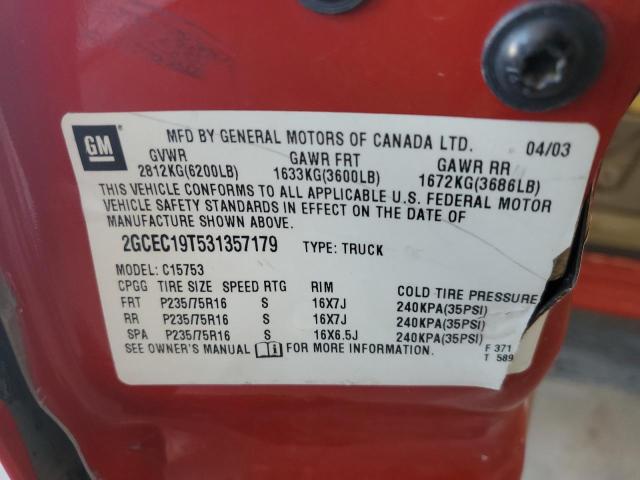 GM
MFD BY GENERAL MOTORS OF CANADA LTD. 04/03
GVWR GAWR FRT GAWR RR
2812KG(6200LB) 1633KG(3600LB) 1672KG(3686LB)
THIS VEHICLE CONFORMS TO ALL APPLICABLE U.S. FEDERAL MOTOR
VEHICLE SAFETY STANDARDS IN EFFECT ON THE DATE OF
MANUFACTURE SHOWN ABOVE.
2GCEC19T531357179 TYPE: TRUCK
MODEL: C15753
CPGG TIRE SIZE SPEED RTG RIM COLD TIRE PRESSURE
FRT P235/75R16 S 16X7J 240KPA(35PSI)
RR P235/75R16 S 16X7J 240KPA(35PSI)
SPA P235/75R16 S 16X6.5J 240KPA(35PSI)
SEE OWNER'S MANUAL FOR MORE INFORMATION. F 371
T 589